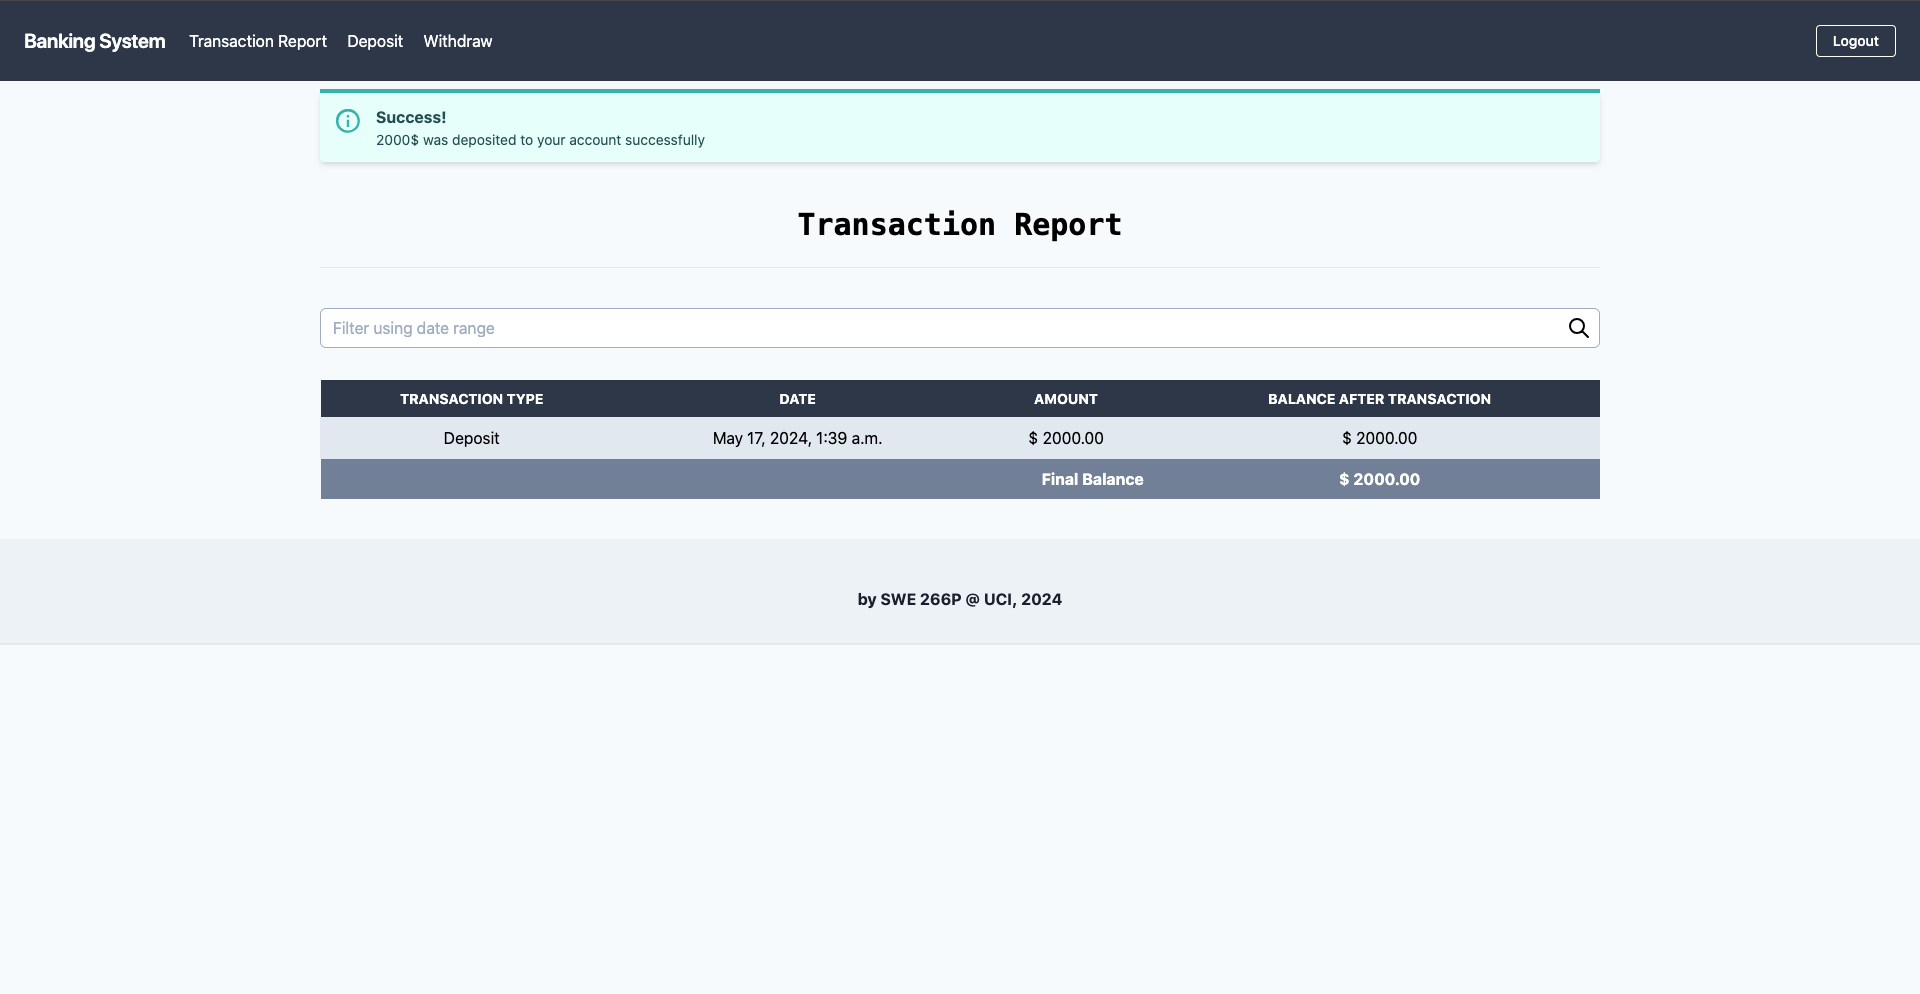 Banking System Transaction Report Deposit Withdraw Logout
Success!
2000$ was deposited to your account successfully
Transaction Report
Filter using date range
TRANSACTION TYPE DATE AMOUNT BALANCE AFTER TRANSACTION
Deposit May 17, 2024, 1:39 a.m. $ 2000.00 $ 2000.00
Final Balance $ 2000.00
by SWE 266P @ UCI, 2024